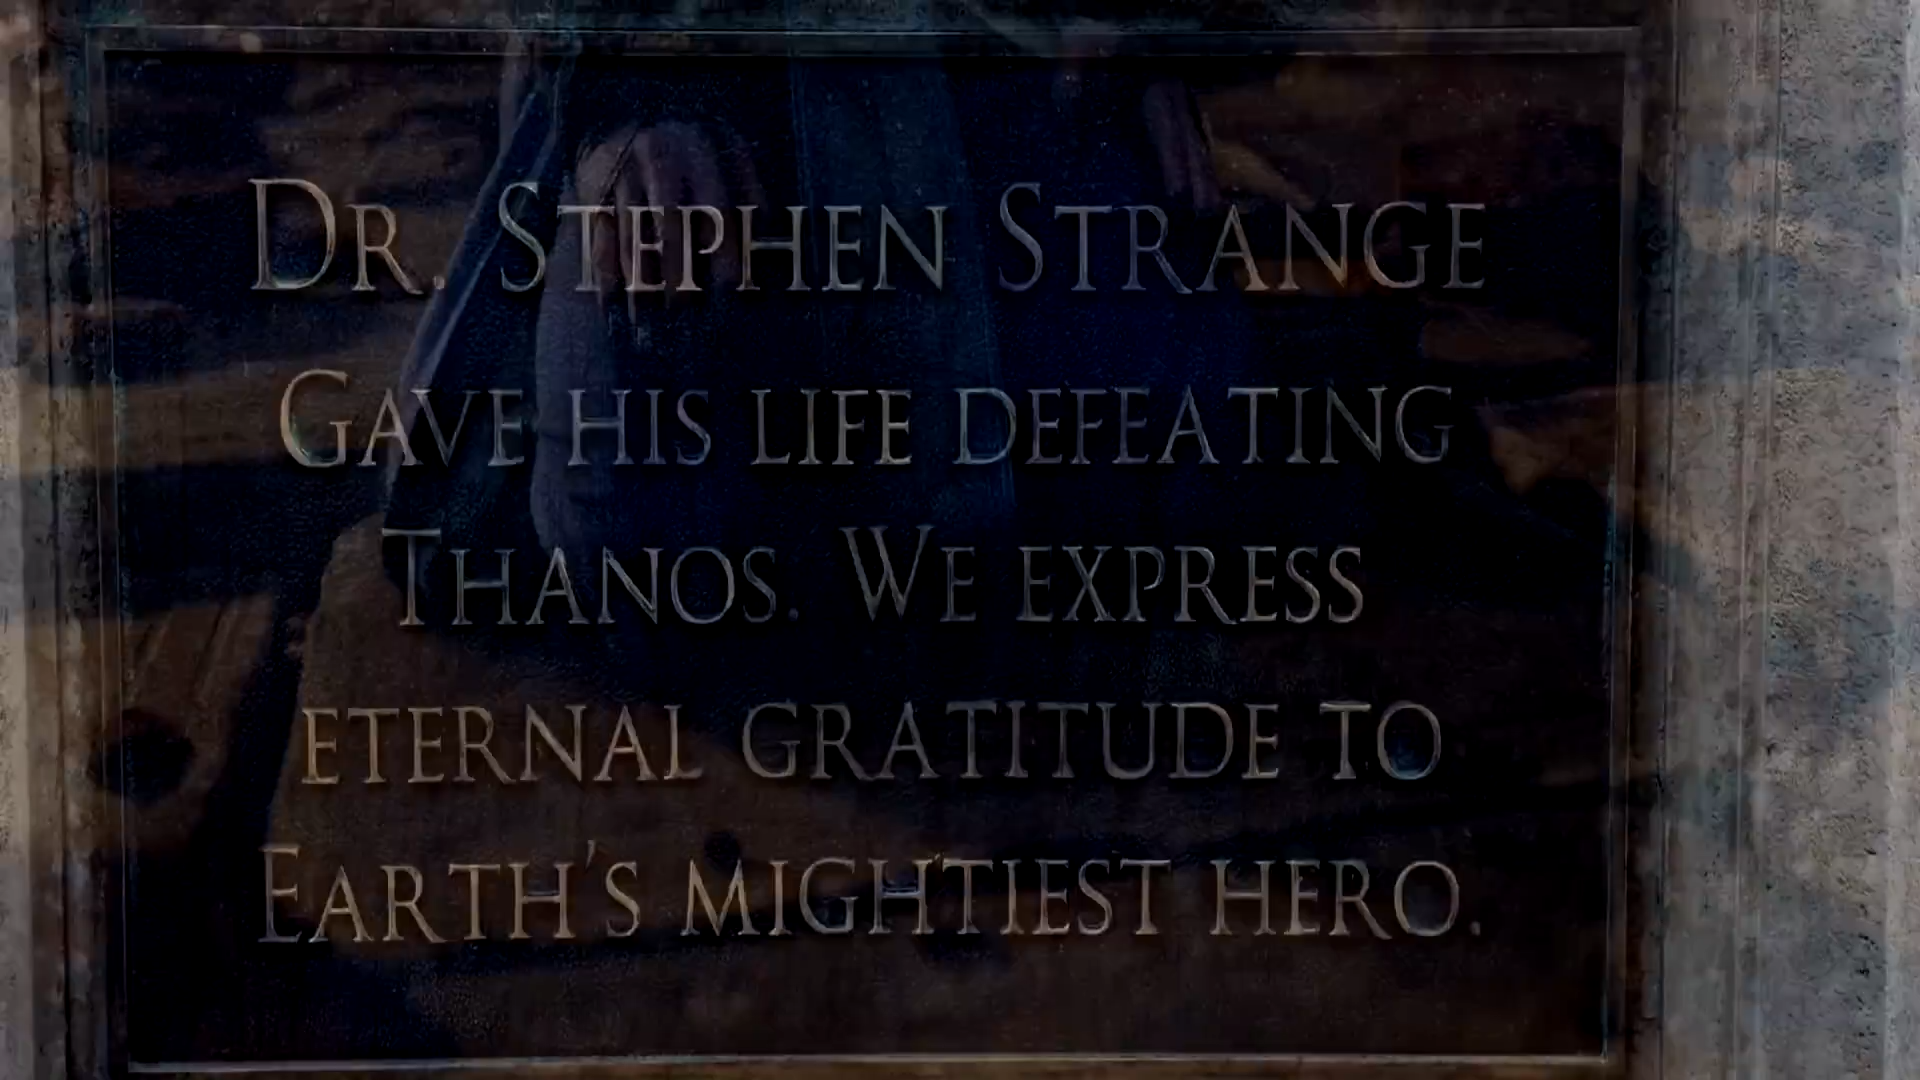 DR. STEPHEN STRANGE
GAVE HIS LIFE DEFEATING
THANOS. WE EXPRESS
ETERNAL GRATITUDE TO
EARTH'S MIGHTIEST HERO.